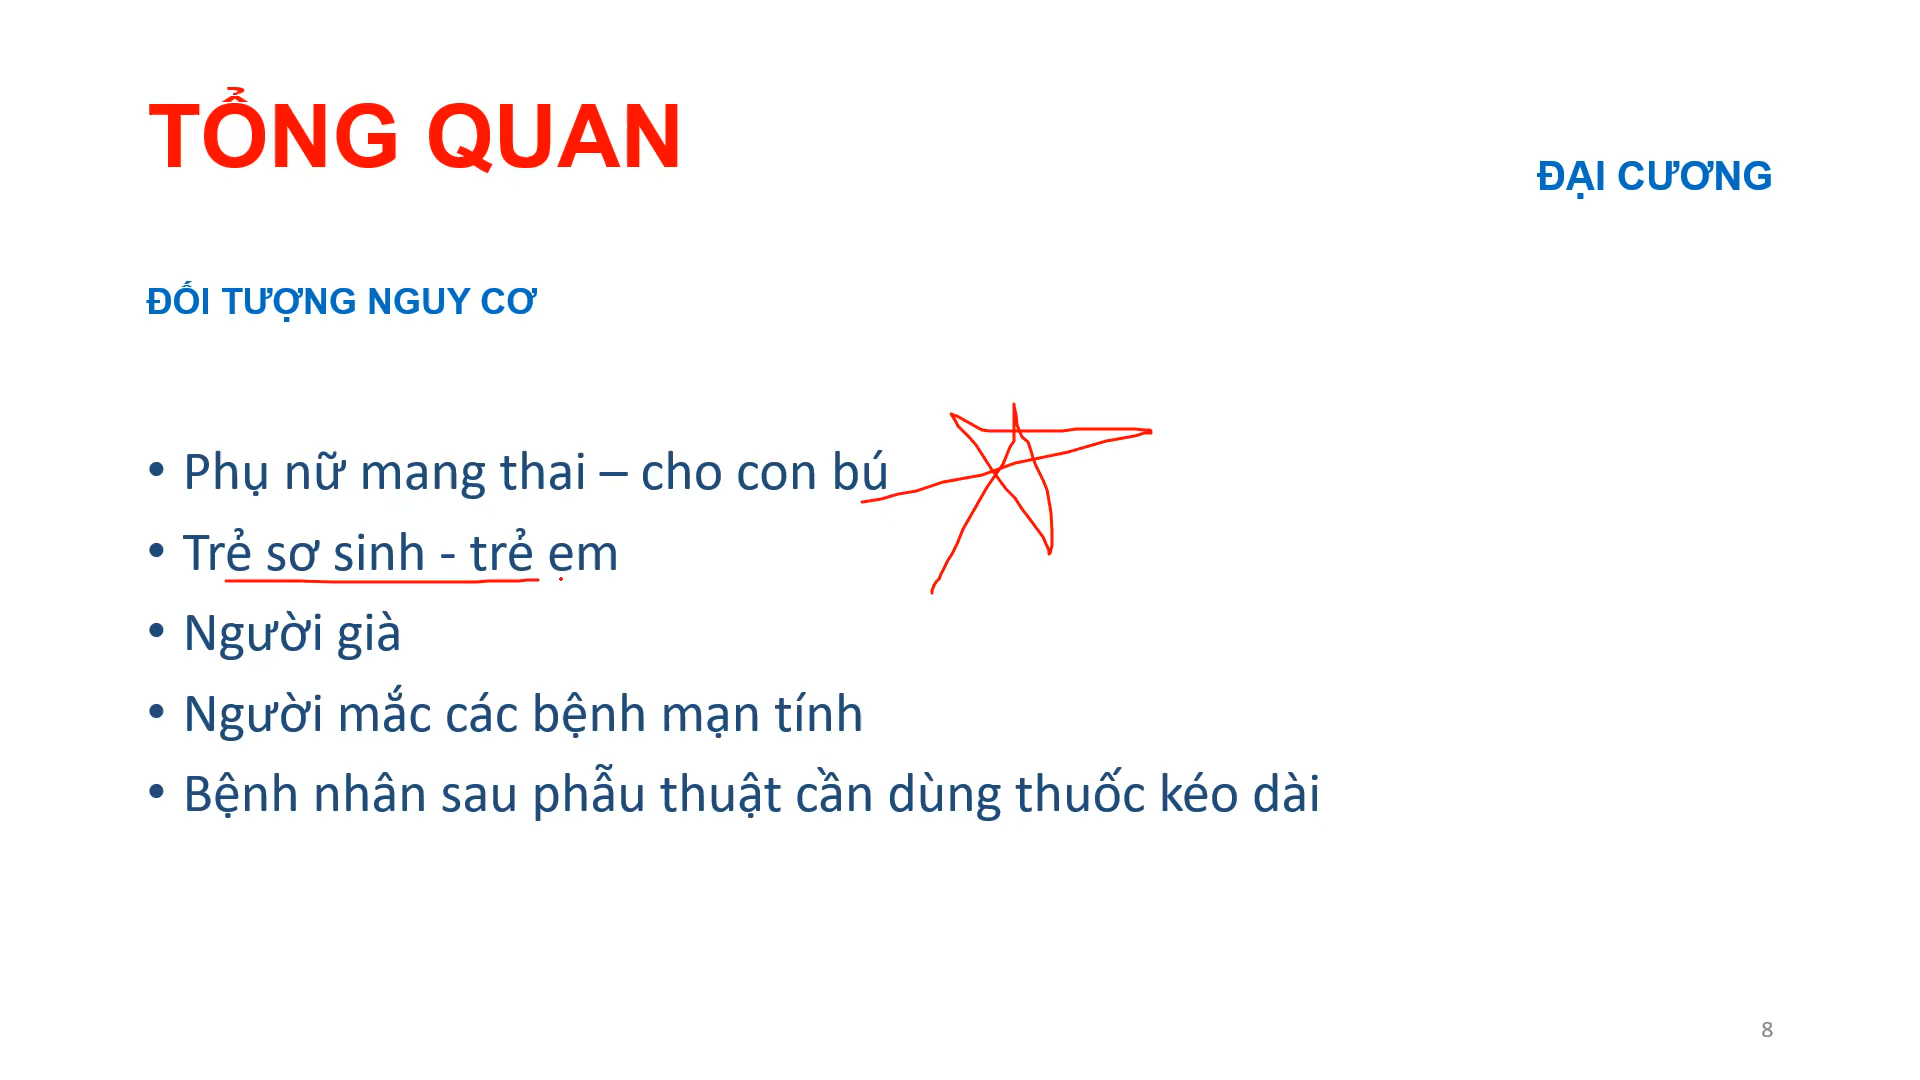 TỔNG QUAN
ĐẠI CƯƠNG
ĐỐI TƯỢNG NGUY CƠ
• Phụ nữ mang thai – cho con bú
• Trẻ sơ sinh - trẻ em
• Người già
• Người mắc các bệnh mạn tính
• Bệnh nhân sau phẫu thuật cần dùng thuốc kéo dài
8